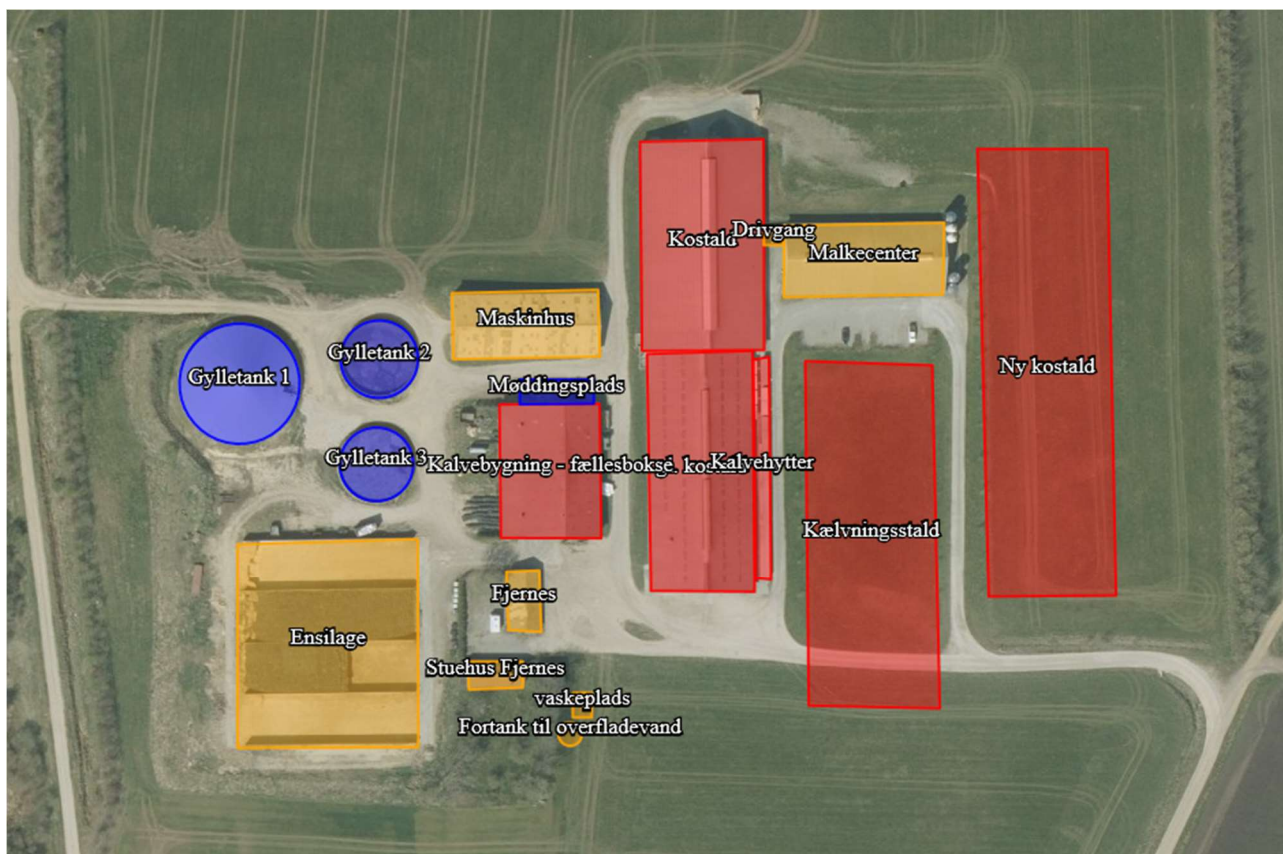 Drivgang
Kostald
Malkecenter
Maskinhus
Gylletank 2
Ny kostald
Gylletank 1
Møddingsplads
Gylletank 3
Kalvebygning - fællesbokse
Kalvehytter
Kælvningsstald
Fjernes
Ensilage
Stuehus Fjernes
vaskeplads
Fortank til overfladevand